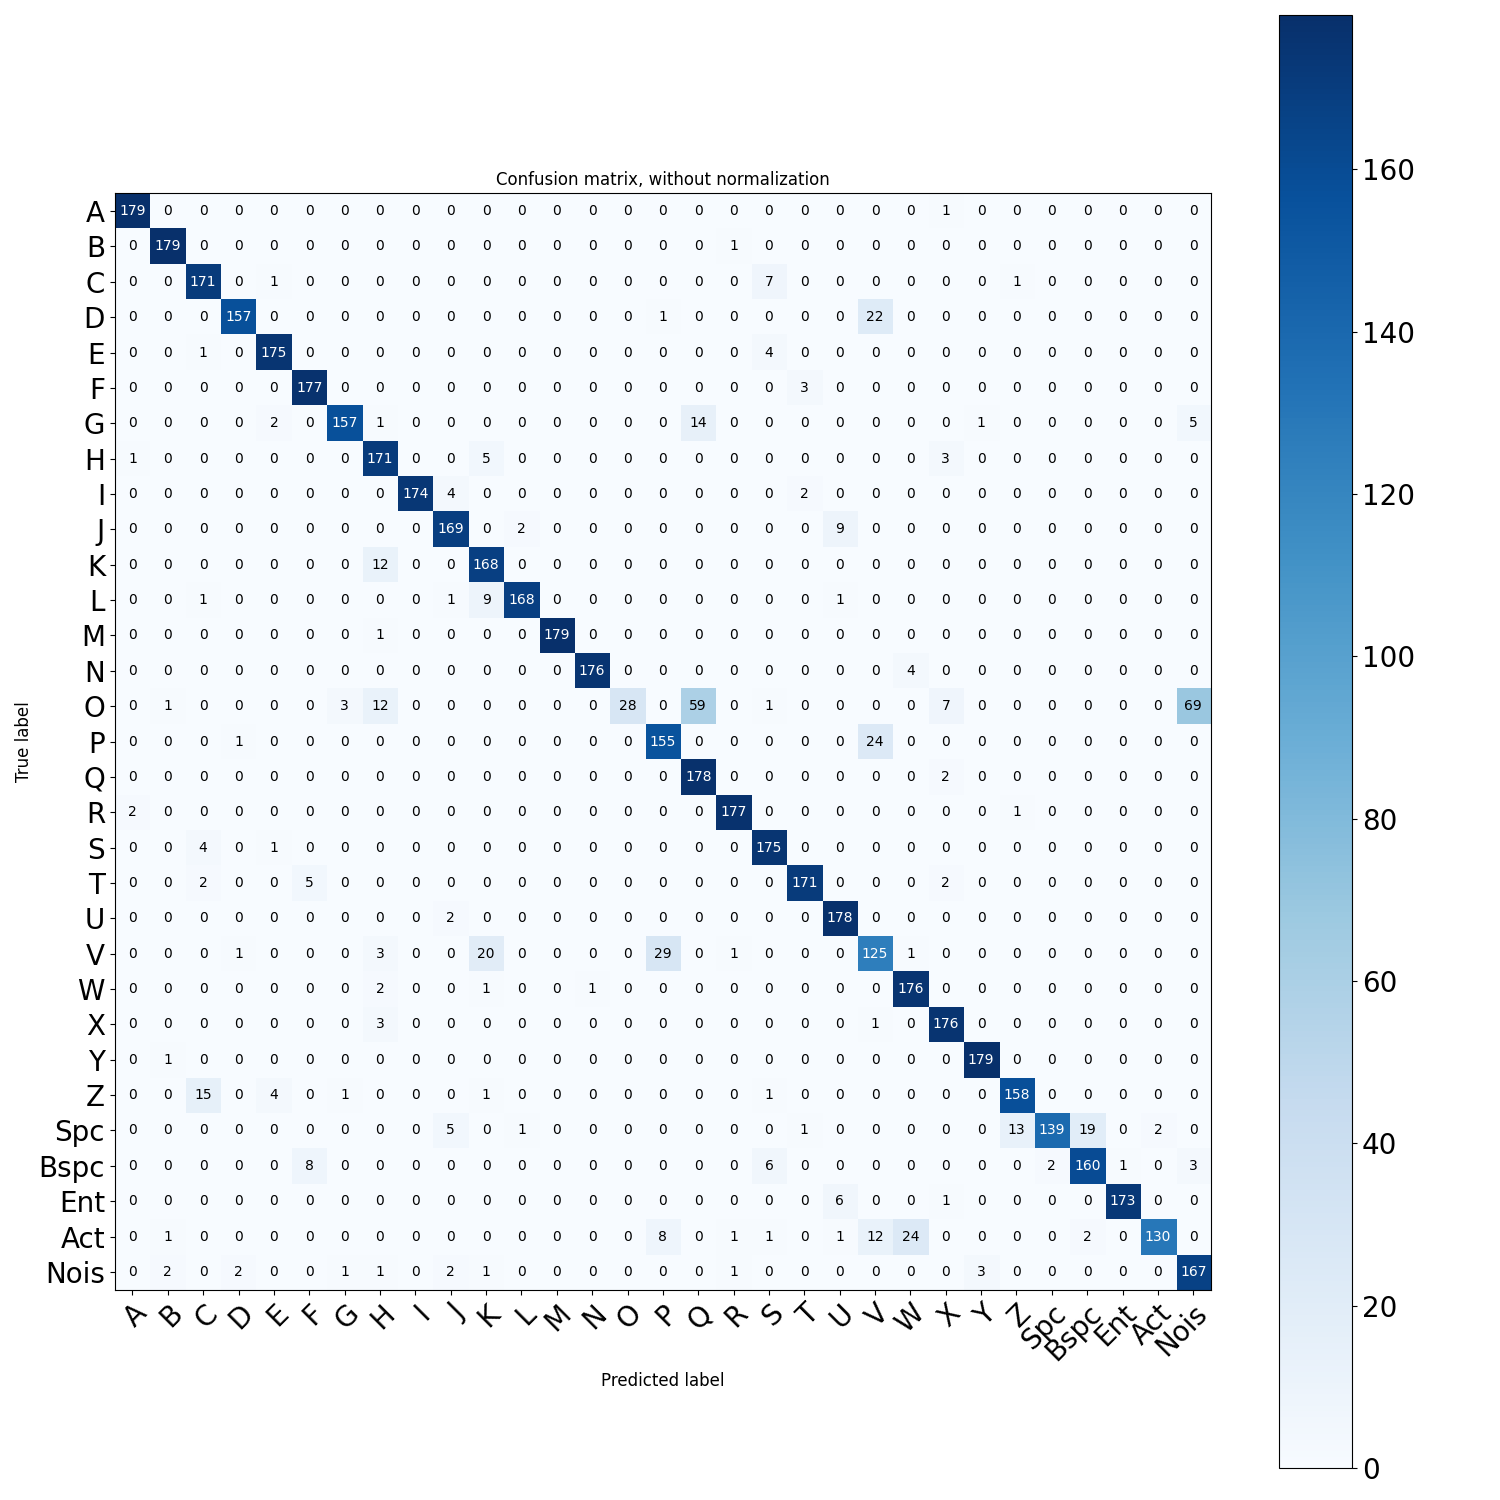 Confusion matrix, without normalization
A 179 0 0 0 0 0 0 0 0 0 0 0 0 0 0 0 0 0 0 0 0 0 0 1 0 0 0 0 0 0 0
B 0 179 0 0 0 0 0 0 0 0 0 0 0 0 0 0 0 1 0 0 0 0 0 0 0 0 0 0 0 0 0
C 0 0 171 0 1 0 0 0 0 0 0 0 0 0 0 0 0 0 7 0 0 0 0 0 0 1 0 0 0 0 0
D 0 0 0 157 0 0 0 0 0 0 0 0 0 0 0 1 0 0 0 0 0 22 0 0 0 0 0 0 0 0 0
E 0 0 1 0 175 0 0 0 0 0 0 0 0 0 0 0 0 0 4 0 0 0 0 0 0 0 0 0 0 0 0
F 0 0 0 0 0 177 0 0 0 0 0 0 0 0 0 0 0 0 0 3 0 0 0 0 0 0 0 0 0 0 0
G 0 0 0 0 2 0 157 1 0 0 0 0 0 0 0 0 14 0 0 0 0 0 0 0 1 0 0 0 0 0 5
H 1 0 0 0 0 0 0 171 0 0 5 0 0 0 0 0 0 0 0 0 0 0 0 3 0 0 0 0 0 0 0
I 0 0 0 0 0 0 0 0 174 4 0 0 0 0 0 0 0 0 0 2 0 0 0 0 0 0 0 0 0 0 0
J 0 0 0 0 0 0 0 0 0 169 0 2 0 0 0 0 0 0 0 0 9 0 0 0 0 0 0 0 0 0 0
K 0 0 0 0 0 0 0 12 0 0 168 0 0 0 0 0 0 0 0 0 0 0 0 0 0 0 0 0 0 0 0
L 0 0 1 0 0 0 0 0 0 1 9 168 0 0 0 0 0 0 0 0 1 0 0 0 0 0 0 0 0 0 0
M 0 0 0 0 0 0 0 1 0 0 0 0 179 0 0 0 0 0 0 0 0 0 0 0 0 0 0 0 0 0 0
N 0 0 0 0 0 0 0 0 0 0 0 0 0 176 0 0 0 0 0 0 0 0 4 0 0 0 0 0 0 0 0
O 0 1 0 0 0 0 3 12 0 0 0 0 0 0 28 0 59 0 1 0 0 0 0 7 0 0 0 0 0 0 69
P 0 0 0 1 0 0 0 0 0 0 0 0 0 0 0 155 0 0 0 0 0 24 0 0 0 0 0 0 0 0 0
Q 0 0 0 0 0 0 0 0 0 0 0 0 0 0 0 0 178 0 0 0 0 0 0 2 0 0 0 0 0 0 0
R 2 0 0 0 0 0 0 0 0 0 0 0 0 0 0 0 0 177 0 0 0 0 0 0 0 1 0 0 0 0 0
S 0 0 4 0 1 0 0 0 0 0 0 0 0 0 0 0 0 0 175 0 0 0 0 0 0 0 0 0 0 0 0
T 0 0 2 0 0 5 0 0 0 0 0 0 0 0 0 0 0 0 0 171 0 0 0 2 0 0 0 0 0 0 0
U 0 0 0 0 0 0 0 0 0 2 0 0 0 0 0 0 0 0 0 0 178 0 0 0 0 0 0 0 0 0 0
V 0 0 0 1 0 0 0 3 0 0 20 0 0 0 0 29 0 1 0 0 0 125 1 0 0 0 0 0 0 0 0
W 0 0 0 0 0 0 0 2 0 0 1 0 0 1 0 0 0 0 0 0 0 0 176 0 0 0 0 0 0 0 0
X 0 0 0 0 0 0 0 3 0 0 0 0 0 0 0 0 0 0 0 0 0 1 0 176 0 0 0 0 0 0 0
Y 0 1 0 0 0 0 0 0 0 0 0 0 0 0 0 0 0 0 0 0 0 0 0 0 179 0 0 0 0 0 0
Z 0 0 15 0 4 0 1 0 0 0 1 0 0 0 0 0 0 0 1 0 0 0 0 0 0 158 0 0 0 0 0
Spc 0 0 0 0 0 0 0 0 0 5 0 1 0 0 0 0 0 0 0 1 0 0 0 0 0 13 139 19 0 2 0
Bspc 0 0 0 0 0 8 0 0 0 0 0 0 0 0 0 0 0 0 6 0 0 0 0 0 0 0 2 160 1 0 3
Ent 0 0 0 0 0 0 0 0 0 0 0 0 0 0 0 0 0 0 0 0 6 0 0 1 0 0 0 0 173 0 0
Act 0 1 0 0 0 0 0 0 0 0 0 0 0 0 0 8 0 1 1 0 1 12 24 0 0 0 0 2 0 130 0
Nois 0 2 0 2 0 0 1 1 0 2 1 0 0 0 0 0 0 1 0 0 0 0 0 0 3 0 0 0 0 0 167
A B C D E F G H I J K L M N O P Q R S T U V W X Y Z Spc Bspc Ent Act Nois
True label
Predicted label
160
140
120
100
80
60
40
20
0